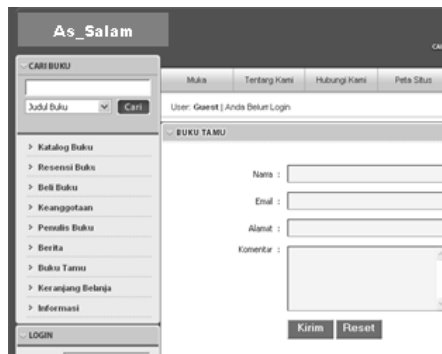 As_Salam
CARI BUKU
Judul Buku Cari
Muka Tentang Kami Hubungi Kami Peta Situs
User: Guest | Anda Belum Login
BUKU TAMU
Katalog Buku
Resensi Buku
Beli Buku
Keanggotaan
Penulis Buku
Berita
Buku Tamu
Keranjang Belanja
Informasi
LOGIN
Nama :
Email :
Alamat :
Komentar :
Kirim Reset